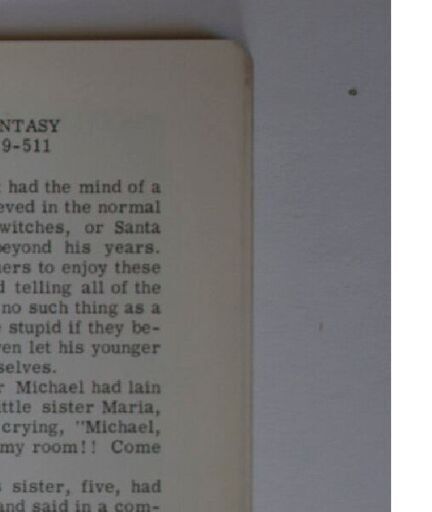 NTASY
9-511
had the mind of a
eved in the normal
witches, or Santa
beyond his years.
ers to enjoy these
d telling all of the
no such thing as a
stupid if they be-
en let his younger
selves.
r Michael had lain
ttle sister Maria,
crying, "Michael,
my room!! Come
s sister, five, had
and said in a com-